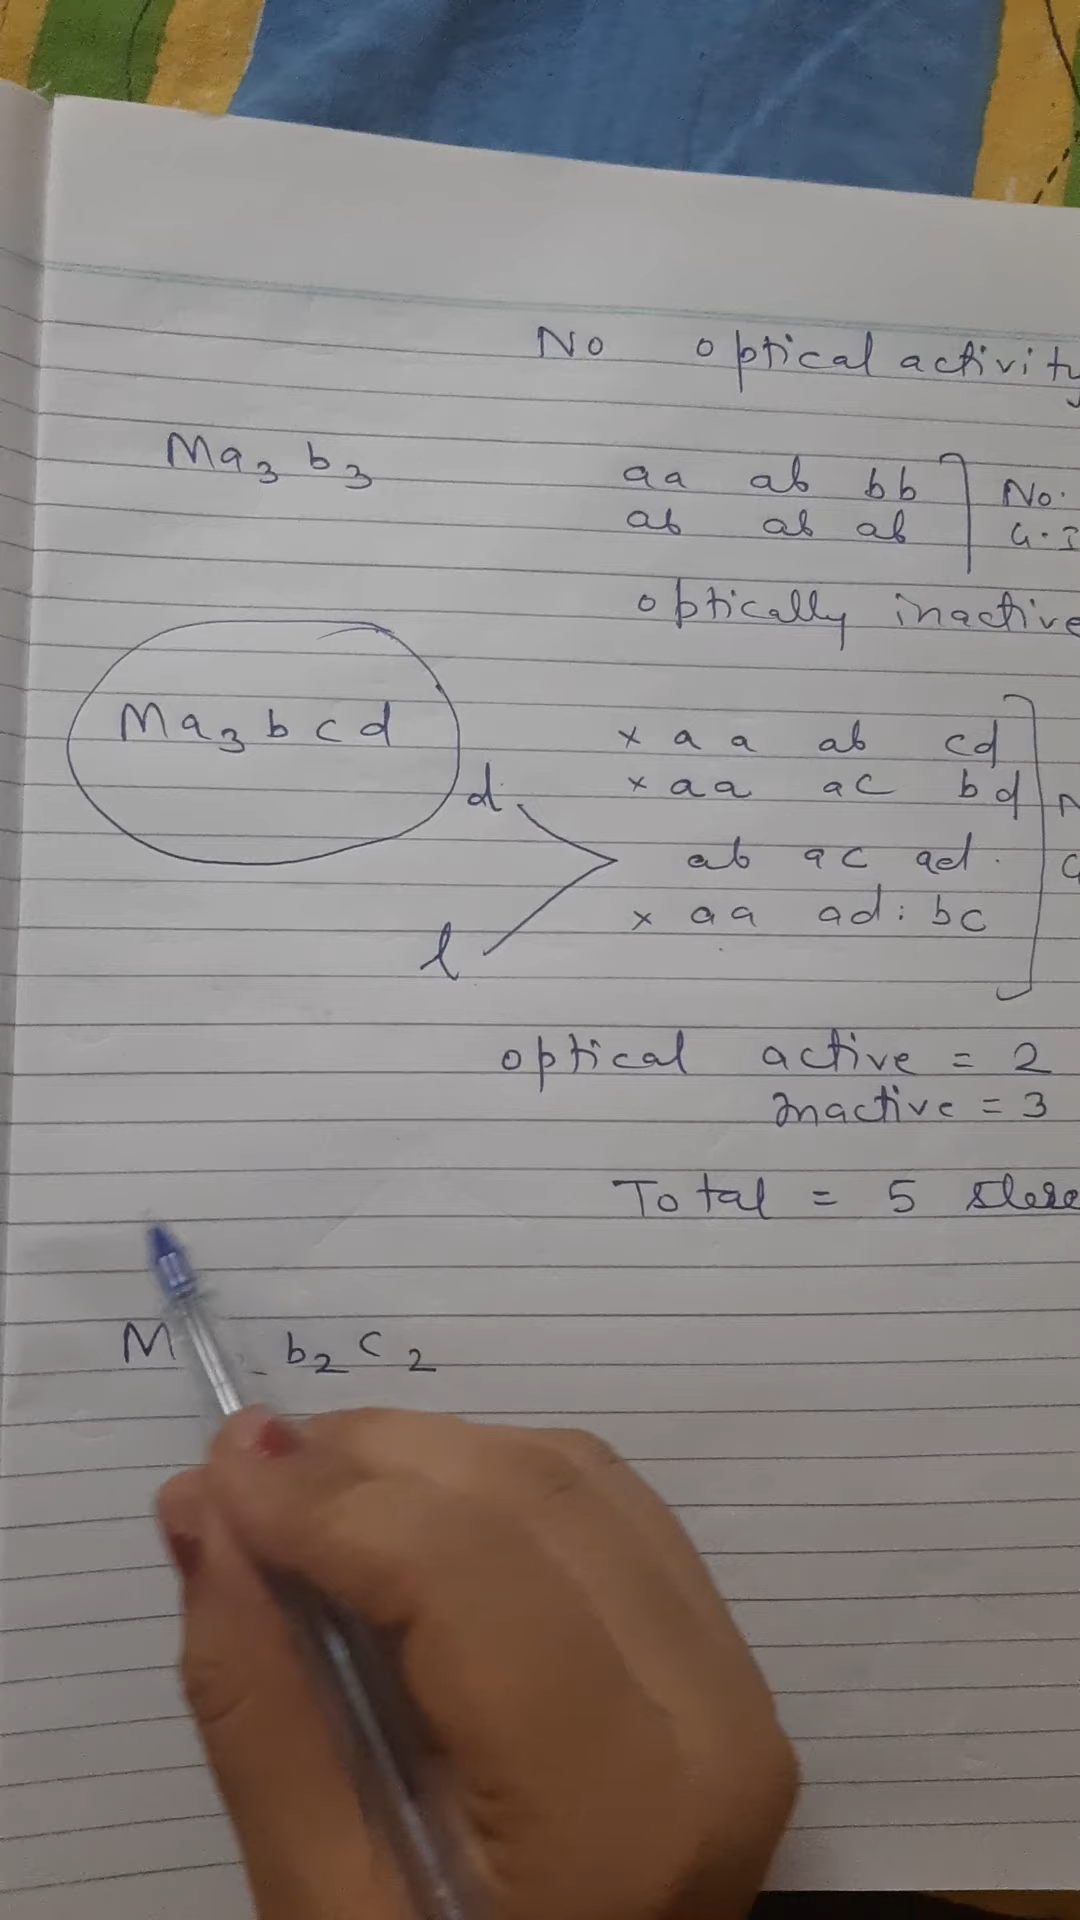 No optical activity
Ma3 b3
aa ab bb
ab ab ab
No.
G.I
optically inactive
Ma3 b c d
x aa ab cd
x aa ac bd
ab ac ad.
x aa ad: bc
d
l
optical active = 2
Inactive = 3
Total = 5
M b2 c2